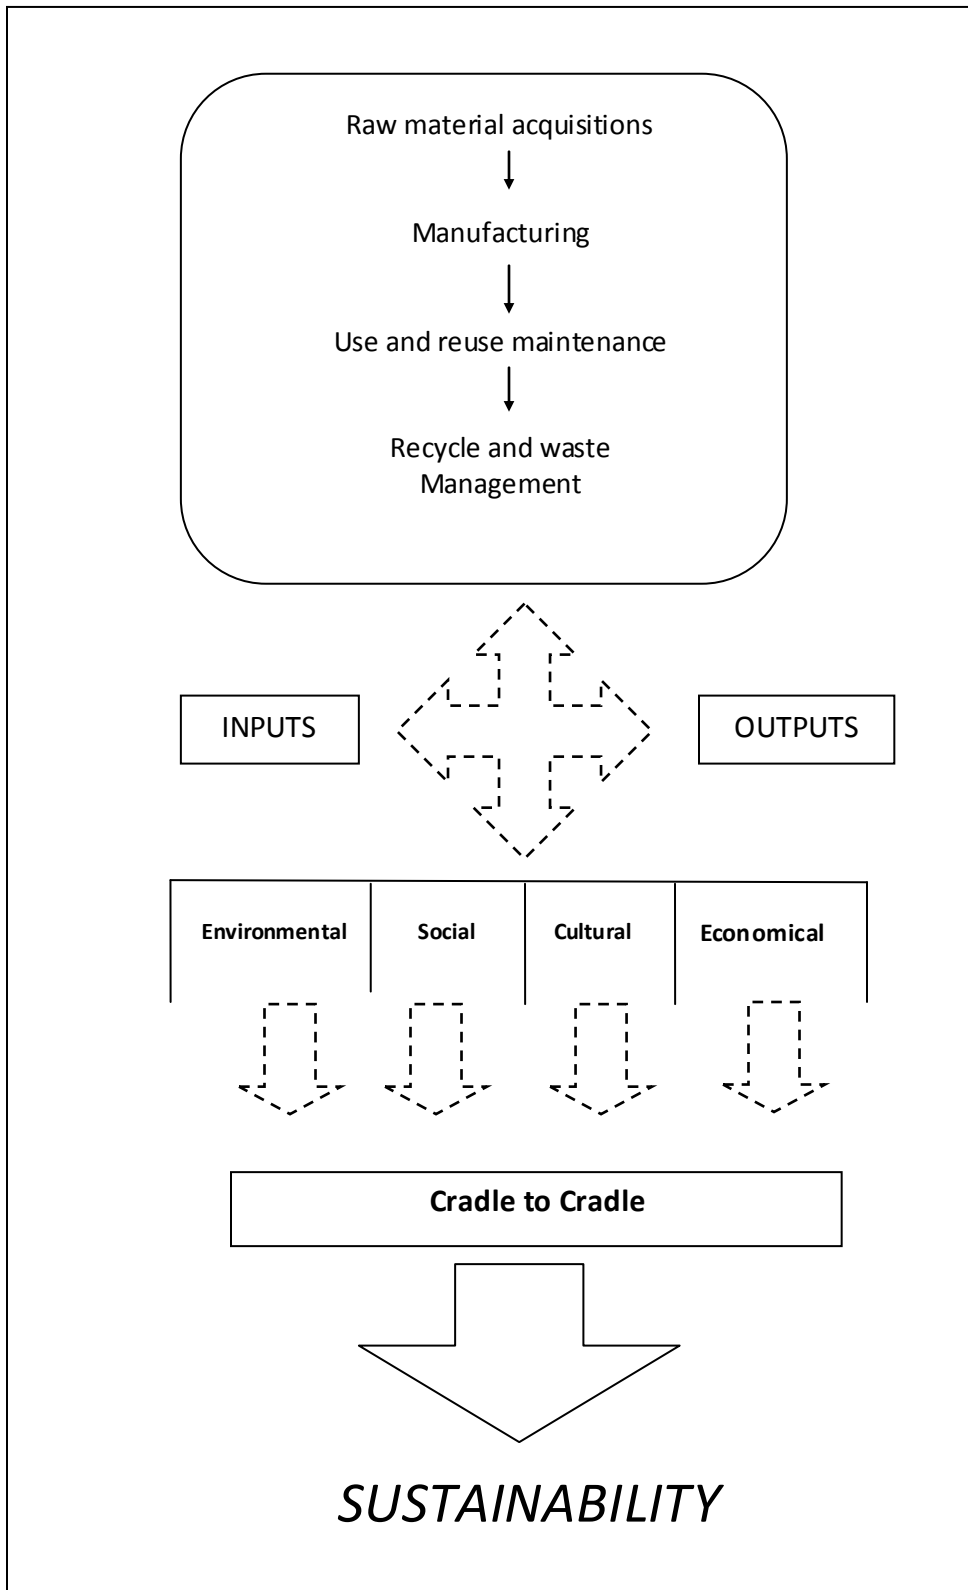 Raw material acquisitions
Manufacturing
Use and reuse maintenance
Recycle and waste
Management
INPUTS
OUTPUTS
Environmental
Social
Cultural
Economical
Cradle to Cradle
SUSTAINABILITY